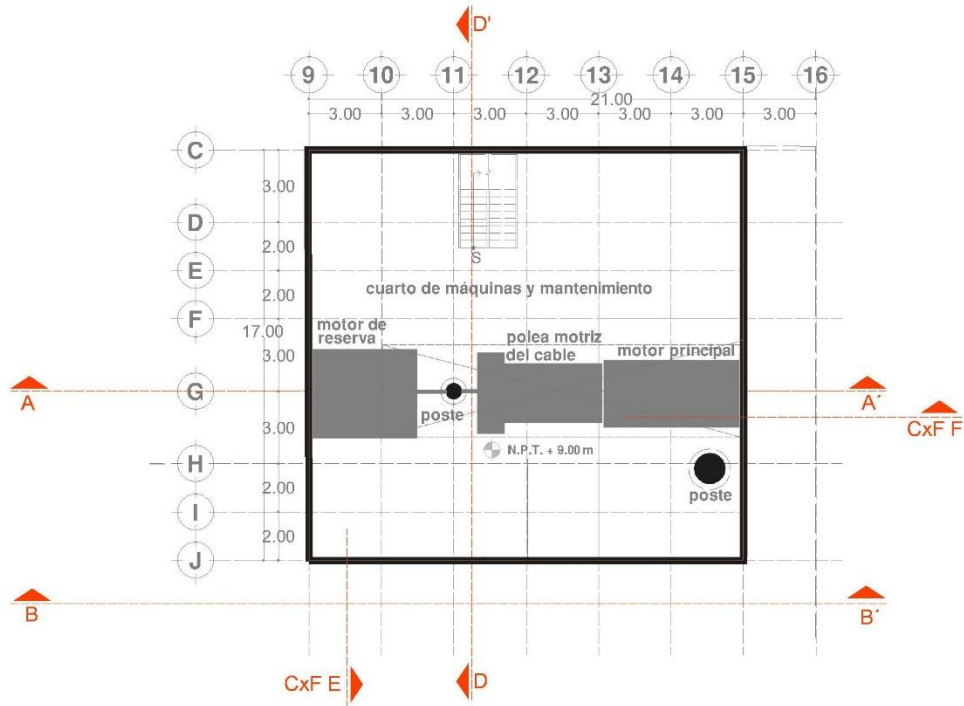 D'
9 10 11 12 13 14 15 16
21.00
3.00 3.00 3.00 3.00 3.00 3.00 3.00
C
3.00
D
2.00
S
E
cuarto de máquinas y mantenimiento
2.00
F
motor de
reserva
polea motriz
del cable
motor principal
17.00
3.00
G
A
A´
poste
CxF F
3.00
N.P.T. + 9.00 m
H
poste
2.00
I
2.00
J
B
B´
CxF E
D